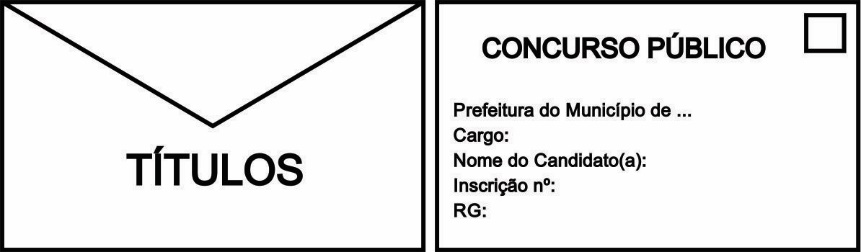 TÍTULOS
CONCURSO PÚBLICO
Prefeitura do Município de ...
Cargo:
Nome do Candidato(a):
Inscrição nº:
RG: